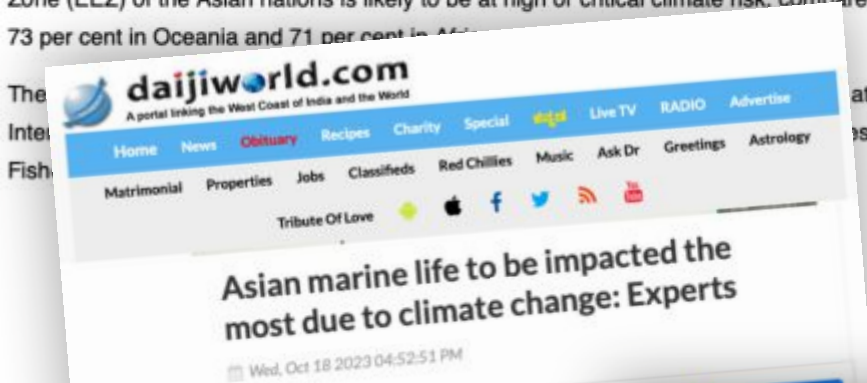 Zone (EEZ) of the Asian nations is likely to be at high or critical climate risk, compare
73 per cent in Oceania and 71 per cent in
The
Inte
Fish
daijiworld.com
A portal linking the West Coast of India and the World
Home News Obituary Recipes Charity Special ಕನ್ನಡ Live TV RADIO Advertise
Matrimonial Properties Jobs Classifieds Red Chillies Music Ask Dr Greetings Astrology
Tribute Of Love
Asian marine life to be impacted the
most due to climate change: Experts
Wed, Oct 18 2023 04:52:51 PM